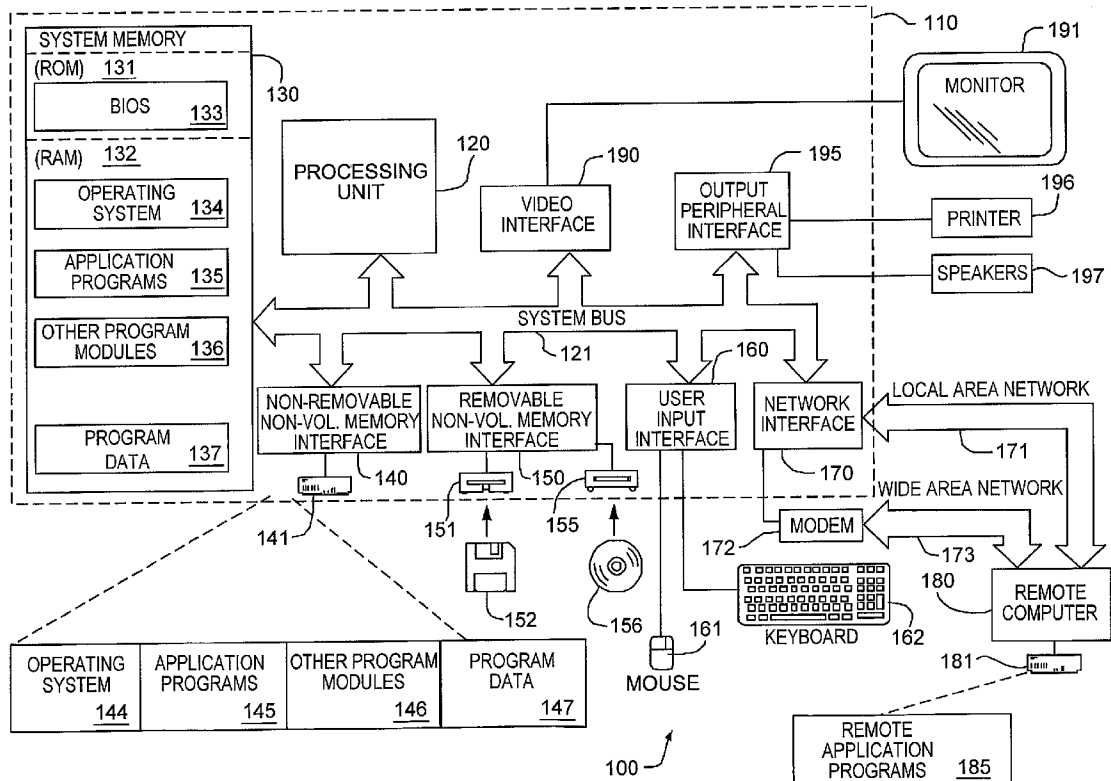 SYSTEM MEMORY
(ROM) 131
BIOS 133
(RAM) 132
OPERATING
SYSTEM 134
APPLICATION
PROGRAMS 135
OTHER PROGRAM
MODULES 136
PROGRAM
DATA 137
130
110
PROCESSING
UNIT
120
190
VIDEO
INTERFACE
195
OUTPUT
PERIPHERAL
INTERFACE
191
MONITOR
196
PRINTER
SPEAKERS
197
SYSTEM BUS
121
NON-REMOVABLE
NON-VOL. MEMORY
INTERFACE
140
141
REMOVABLE
NON-VOL. MEMORY
INTERFACE
150
151
155
152
156
160
USER
INPUT
INTERFACE
NETWORK
INTERFACE
170
LOCAL AREA NETWORK
171
WIDE AREA NETWORK
MODEM
172
173
180
REMOTE
COMPUTER
181
KEYBOARD
162
161
MOUSE
OPERATING
SYSTEM
144
APPLICATION
PROGRAMS
145
OTHER PROGRAM
MODULES
146
PROGRAM
DATA
147
100
REMOTE
APPLICATION
PROGRAMS 185